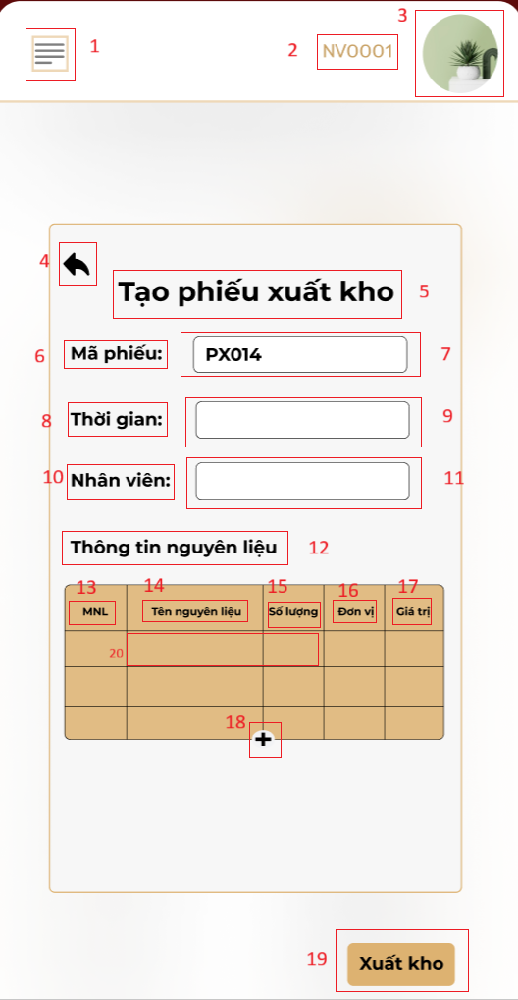 1
2
NV0001
3
4
Tạo phiếu xuất kho
5
6
Mã phiếu:
PX014
7
8
Thời gian:
9
10
Nhân viên:
11
Thông tin nguyên liệu
12
13
14
15
16
17
MNL
Tên nguyên liệu
Số lượng
Đơn vị
Giá trị
20
18
+
19
Xuất kho